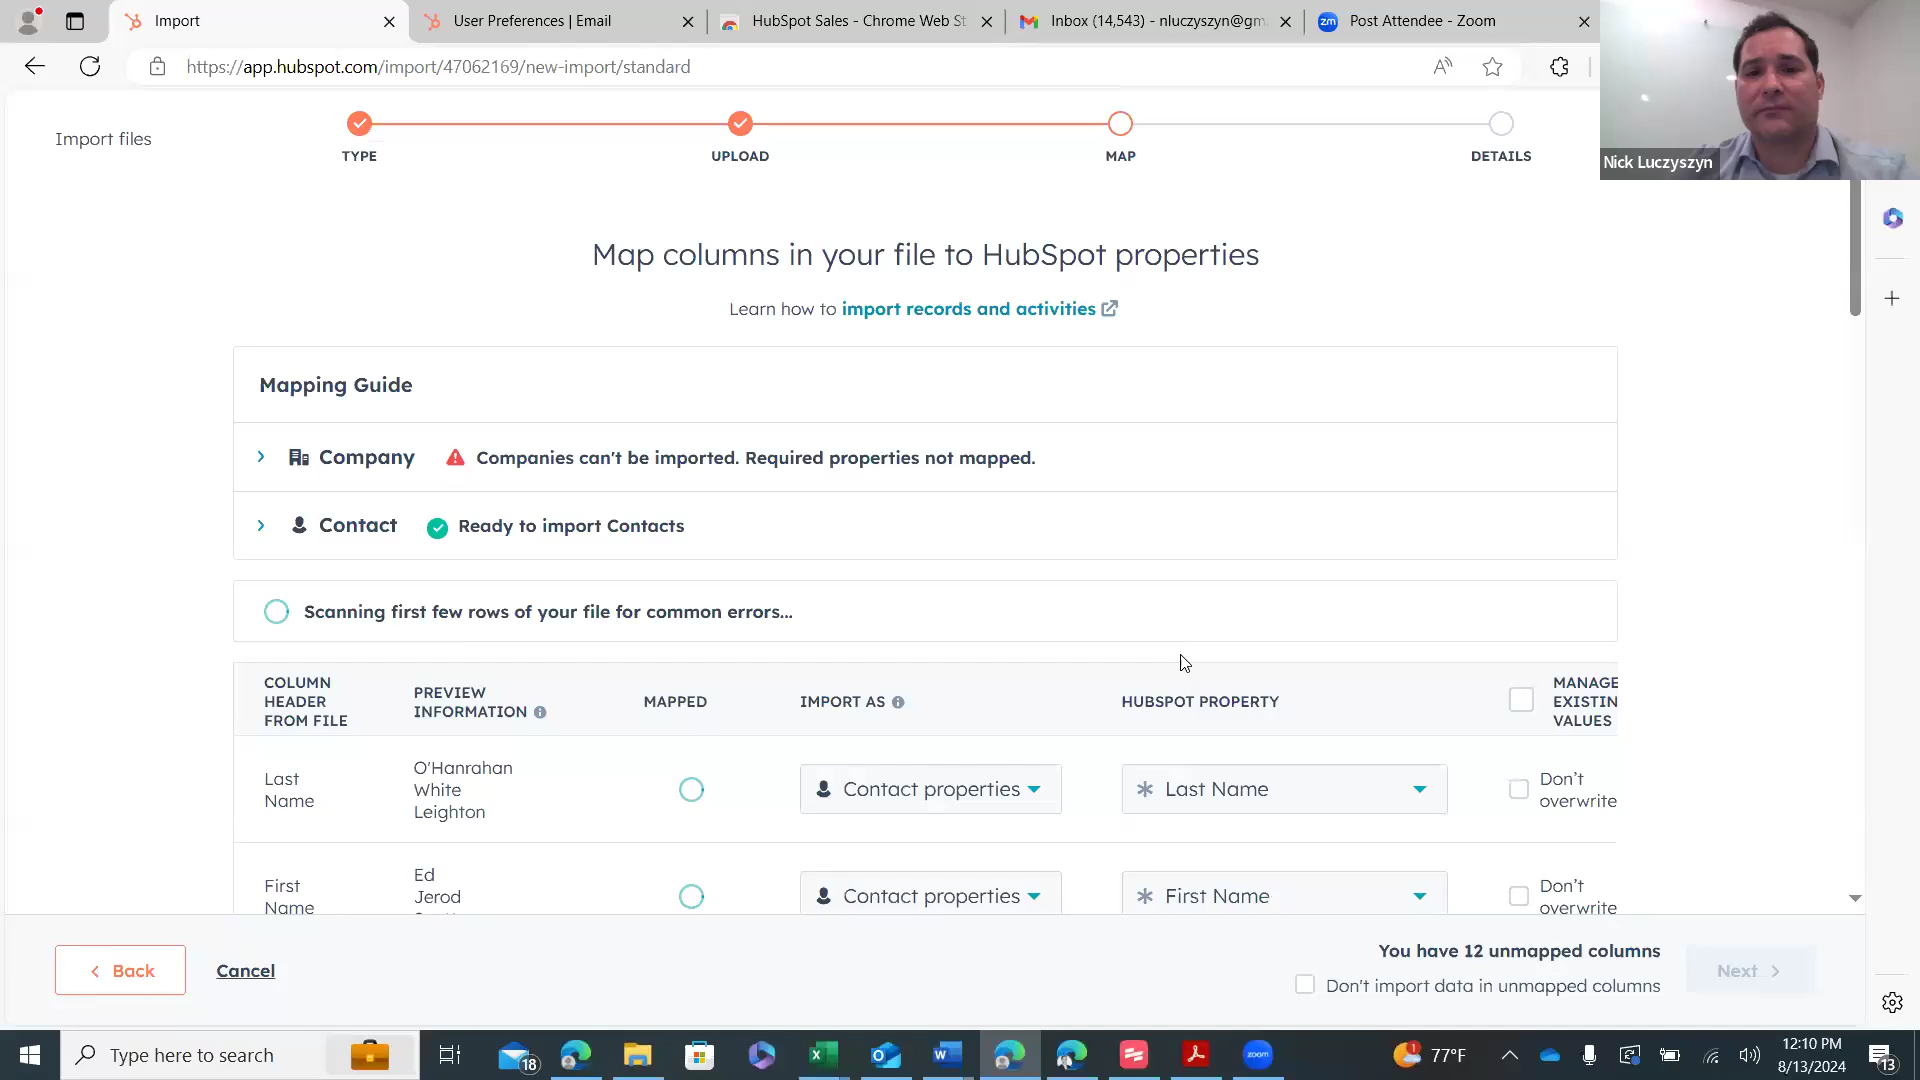 Import
User Preferences | Email
HubSpot Sales - Chrome Web St
Inbox (14,543) - nluczyszyn@gm
zm
Post Attendee - Zoom
https://app.hubspot.com/import/47062169/new-import/standard
Nick Luczyszyn
Import files
TYPE
UPLOAD
MAP
DETAILS
Map columns in your file to HubSpot properties
Learn how to import records and activities
Mapping Guide
Company
Companies can't be imported. Required properties not mapped.
Contact
Ready to import Contacts
Scanning first few rows of your file for common errors...
COLUMN
HEADER
FROM FILE
PREVIEW
INFORMATION
MAPPED
IMPORT AS
HUBSPOT PROPERTY
MANAGE
EXISTIN
VALUES
Last
Name
O'Hanrahan
White
Leighton
Contact properties
Last Name
Don't
overwrite
First
Name
Ed
Jerod
Contact properties
First Name
Don't
overwrite
Back
Cancel
You have 12 unmapped columns
Don't import data in unmapped columns
Next
Type here to search
18
zoom
1
77°F
12:10 PM
8/13/2024
13